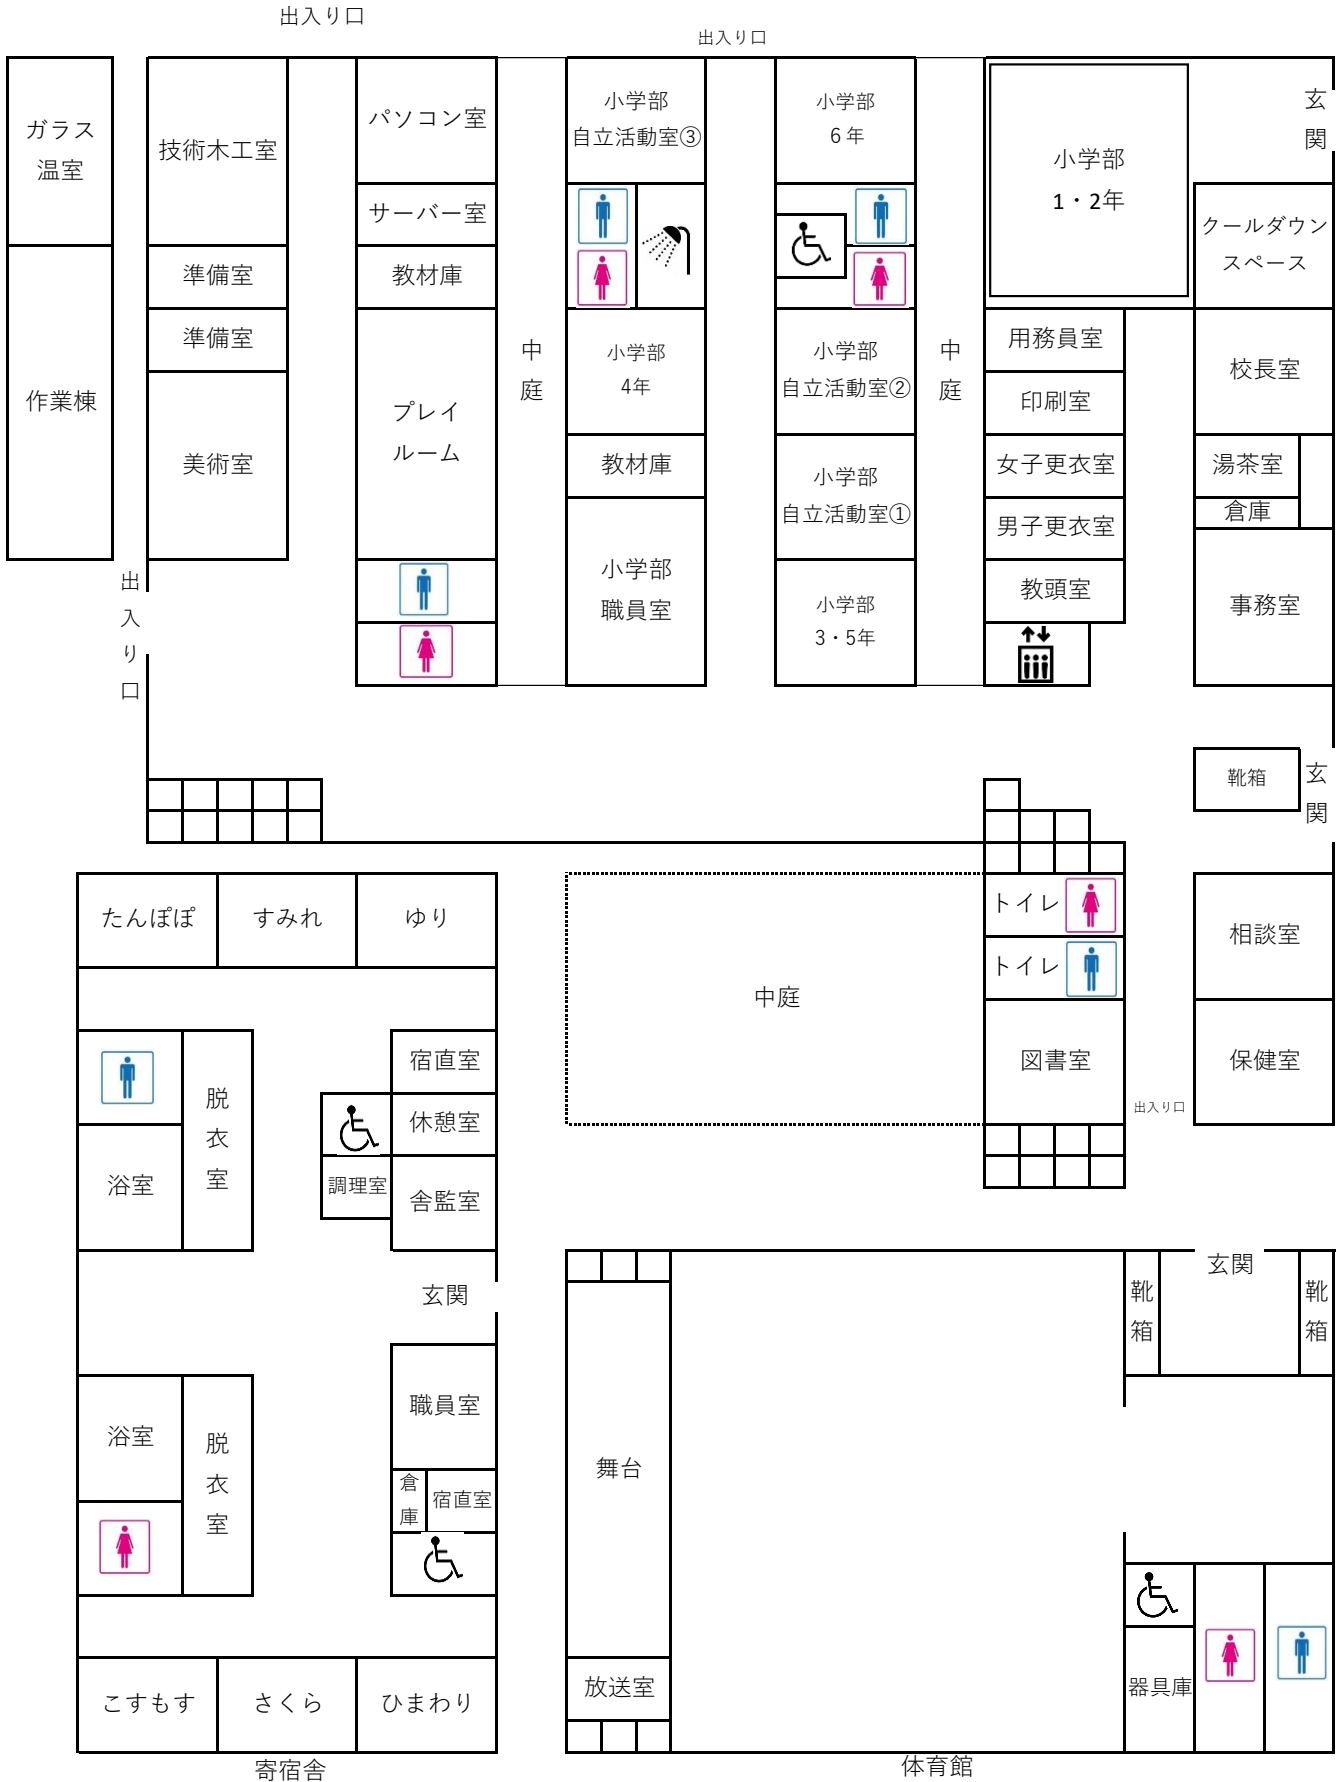 出入り口
出入り口
ガラス
温室
作業棟
技術木工室
準備室
準備室
美術室
出入り口
パソコン室
サーバー室
教材庫
プレイ
ルーム
中庭
小学部
自立活動室③
小学部
4年
教材庫
小学部
職員室
小学部
6年
小学部
自立活動室②
小学部
自立活動室①
小学部
3・5年
中庭
小学部
1・2年
用務員室
印刷室
女子更衣室
男子更衣室
教頭室
玄関
クールダウン
スペース
校長室
湯茶室
倉庫
事務室
靴箱
玄関
たんぽぽ
すみれ
ゆり
脱衣室
浴室
宿直室
休憩室
調理室
舎監室
玄関
浴室
脱衣室
職員室
倉庫
宿直室
こすもす
さくら
ひまわり
寄宿舎
中庭
トイレ
トイレ
図書室
出入り口
相談室
保健室
舞台
放送室
靴箱
玄関
靴箱
器具庫
体育館